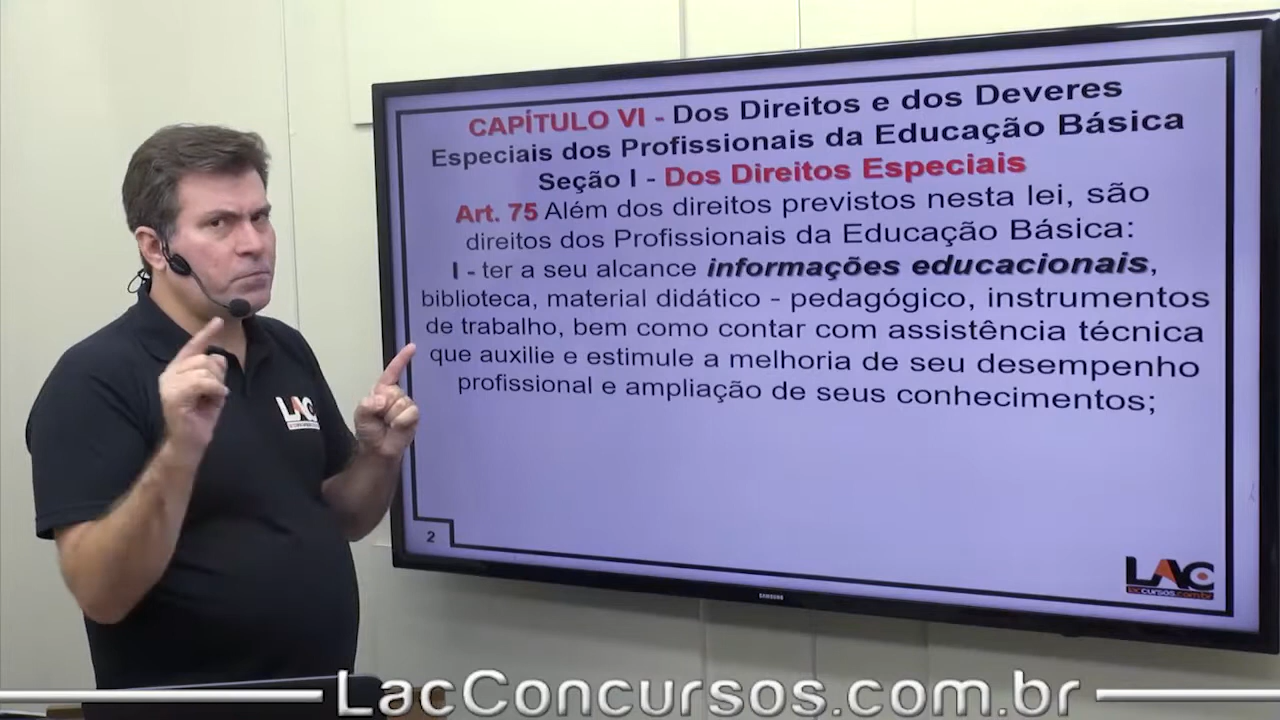 CAPÍTULO VI - Dos Direitos e dos Deveres
Especiais dos Profissionais da Educação Básica
Seção I - Dos Direitos Especiais
Art. 75 Além dos direitos previstos nesta lei, são
direitos dos Profissionais da Educação Básica:
I - ter a seu alcance informações educacionais,
biblioteca, material didático - pedagógico, instrumentos
de trabalho, bem como contar com assistência técnica
que auxilie e estimule a melhoria de seu desempenho
profissional e ampliação de seus conhecimentos;
2
LAC
laccursos.com.br
SAMSUNG
LAC
LacConcursos.com.br